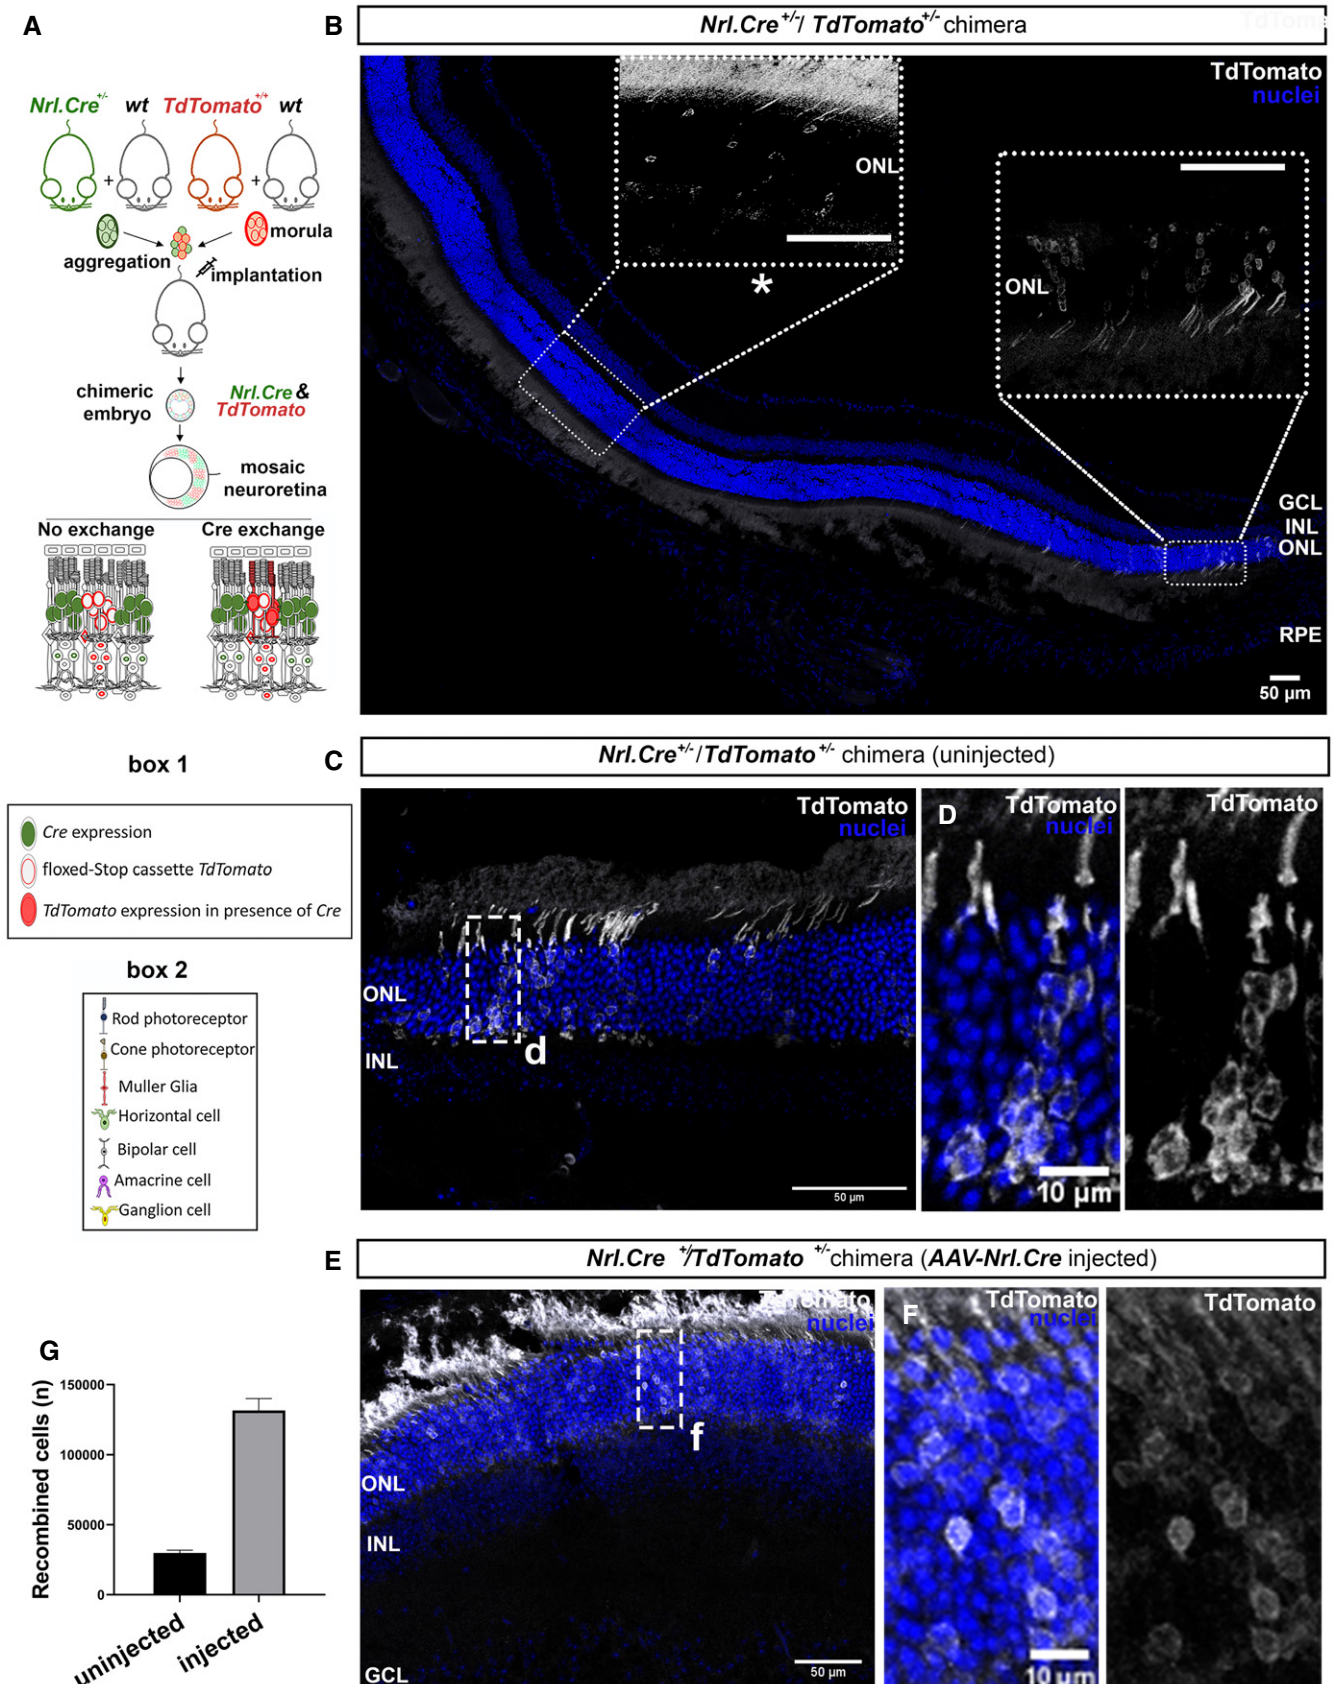 A
Nrl.Cre+/- wt TdTomato+/+ wt
+ +
morula
aggregation
implantation
chimeric embryo
Nrl.Cre & TdTomato
mosaic neuroretina
No exchange Cre exchange
box 1
Cre expression
floxed-Stop cassette TdTomato
TdTomato expression in presence of Cre
box 2
Rod photoreceptor
Cone photoreceptor
Muller Glia
Horizontal cell
Bipolar cell
Amacrine cell
Ganglion cell
B
Nrl.Cre+/-/ TdTomato+/- chimera
TdTomato
nuclei
ONL
*
ONL
GCL
INL
ONL
RPE
50 µm
C
Nrl.Cre+/-/TdTomato+/- chimera (uninjected)
TdTomato
nuclei
ONL
INL
d
50 µm
D
TdTomato
nuclei
10 µm
TdTomato
E
Nrl.Cre +/TdTomato +/-chimera (AAV-Nrl.Cre injected)
TdTomato
nuclei
f
ONL
INL
GCL
50 µm
F
TdTomato
nuclei
10 µm
TdTomato
G
Recombined cells (n)
150000
100000
50000
0
uninjected
injected